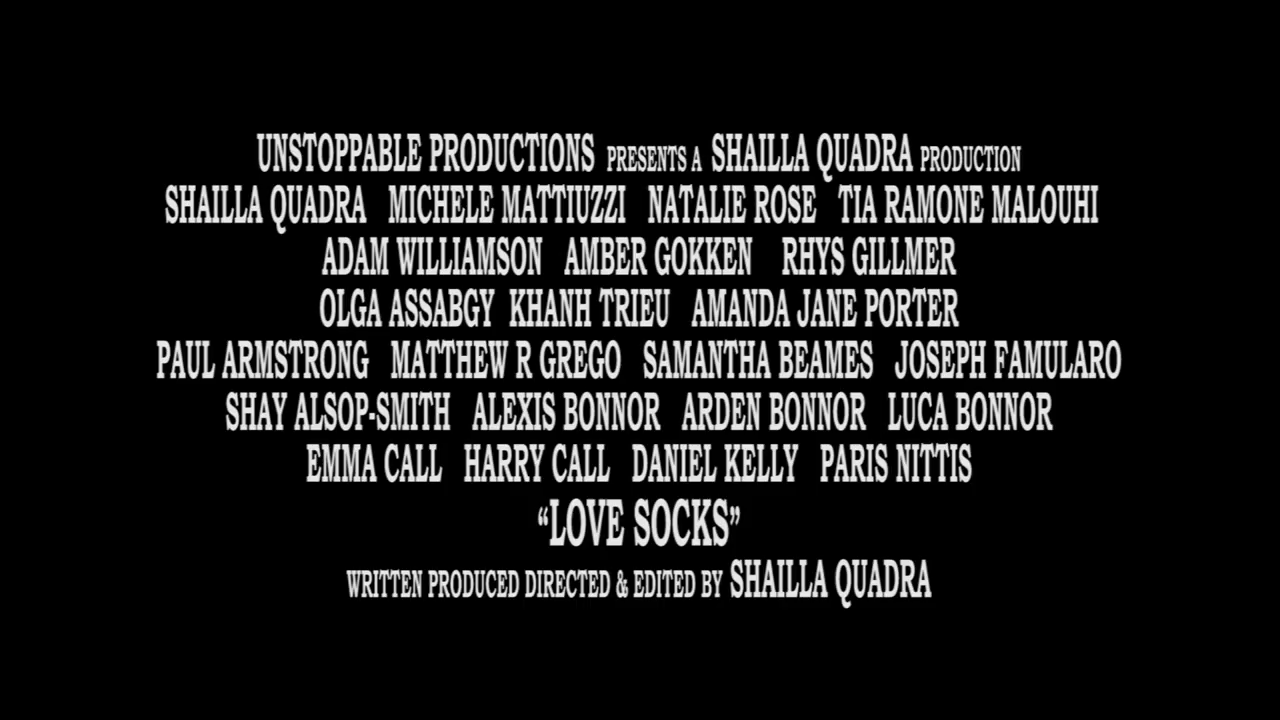 UNSTOPPABLE PRODUCTIONS PRESENTS A SHAILLA QUADRA PRODUCTION
SHAILLA QUADRA MICHELE MATTIUZZI NATALIE ROSE TIA RAMONE MALOUHI
ADAM WILLIAMSON AMBER GOKKEN RHYS GILLMER
OLGA ASSABGY KHANH TRIEU AMANDA JANE PORTER
PAUL ARMSTRONG MATTHEW R GREGO SAMANTHA BEAMES JOSEPH FAMULARO
SHAY ALSOP-SMITH ALEXIS BONNOR ARDEN BONNOR LUCA BONNOR
EMMA CALL HARRY CALL DANIEL KELLY PARIS NITTIS
“LOVE SOCKS”
WRITTEN PRODUCED DIRECTED & EDITED BY SHAILLA QUADRA